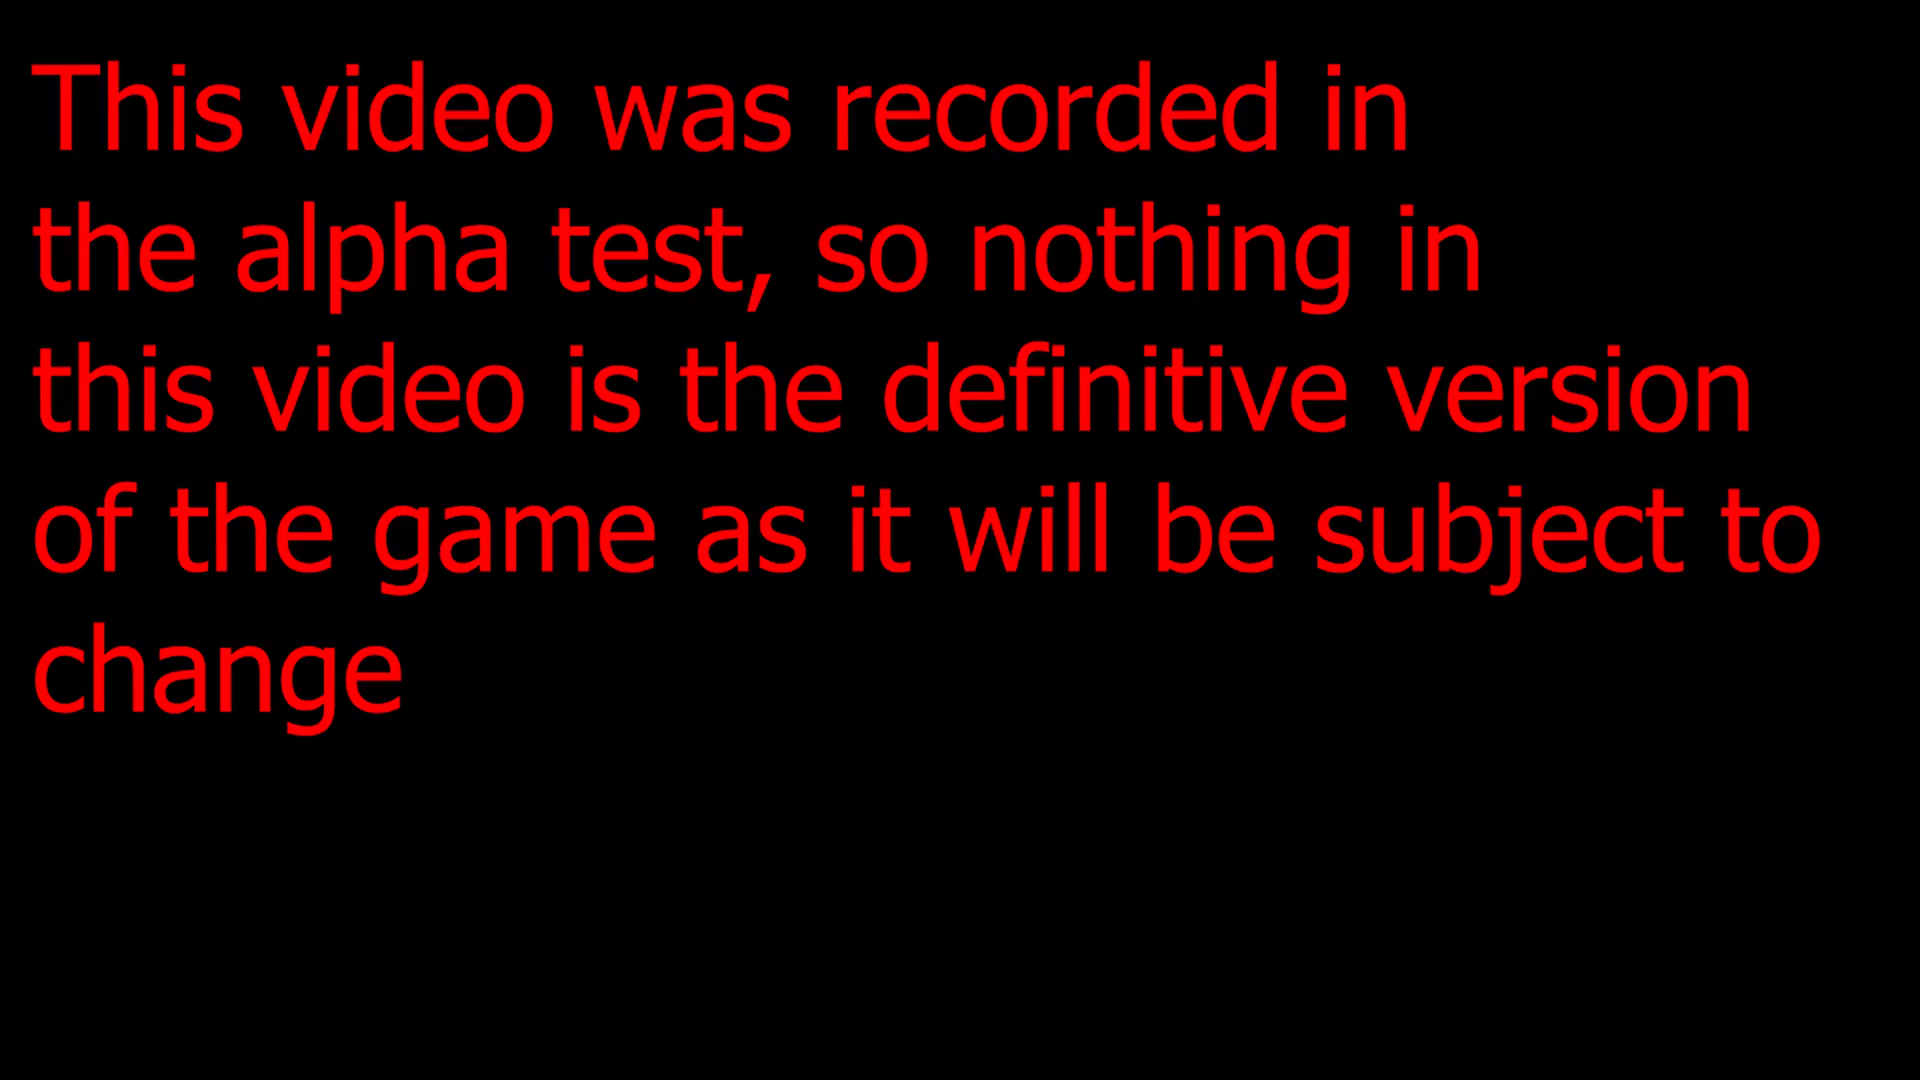 This video was recorded in
the alpha test, so nothing in
this video is the definitive version
of the game as it will be subject to
change